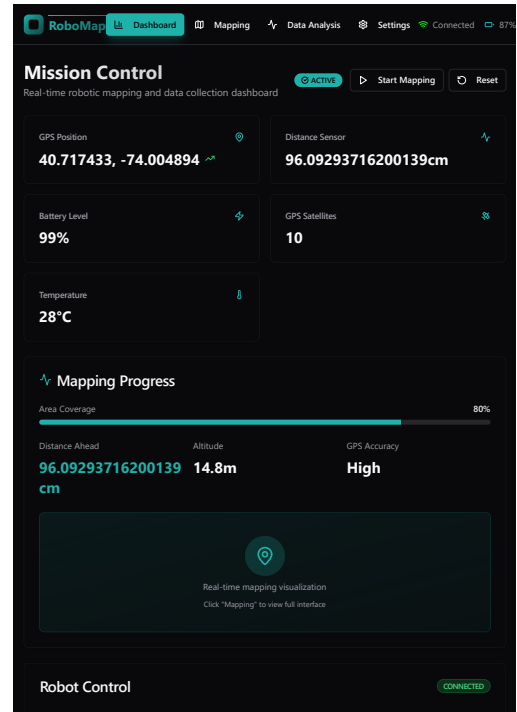 RoboMap Dashboard Mapping Data Analysis Settings Connected 87%
Mission Control
Real-time robotic mapping and data collection dashboard
ACTIVE Start Mapping Reset
GPS Position
40.717433, -74.004894
Distance Sensor
96.09293716200139cm
Battery Level
99%
GPS Satellites
10
Temperature
28°C
Mapping Progress
Area Coverage 80%
Distance Ahead
96.09293716200139
cm
Altitude
14.8m
GPS Accuracy
High
Real-time mapping visualization
Click "Mapping" to view full interface
Robot Control CONNECTED